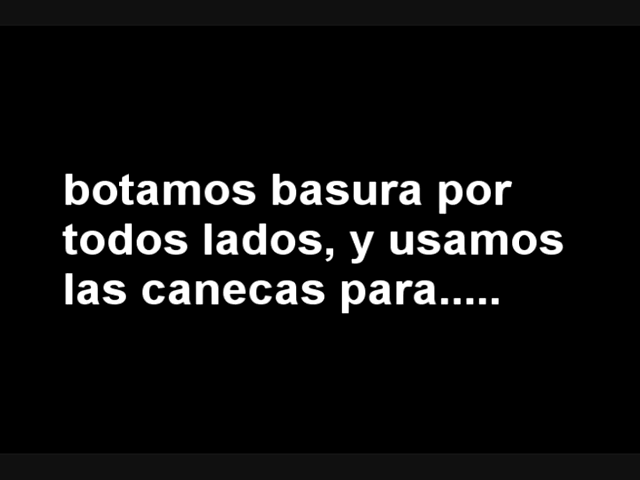 botamos basura por
todos lados, y usamos
las canecas para.....